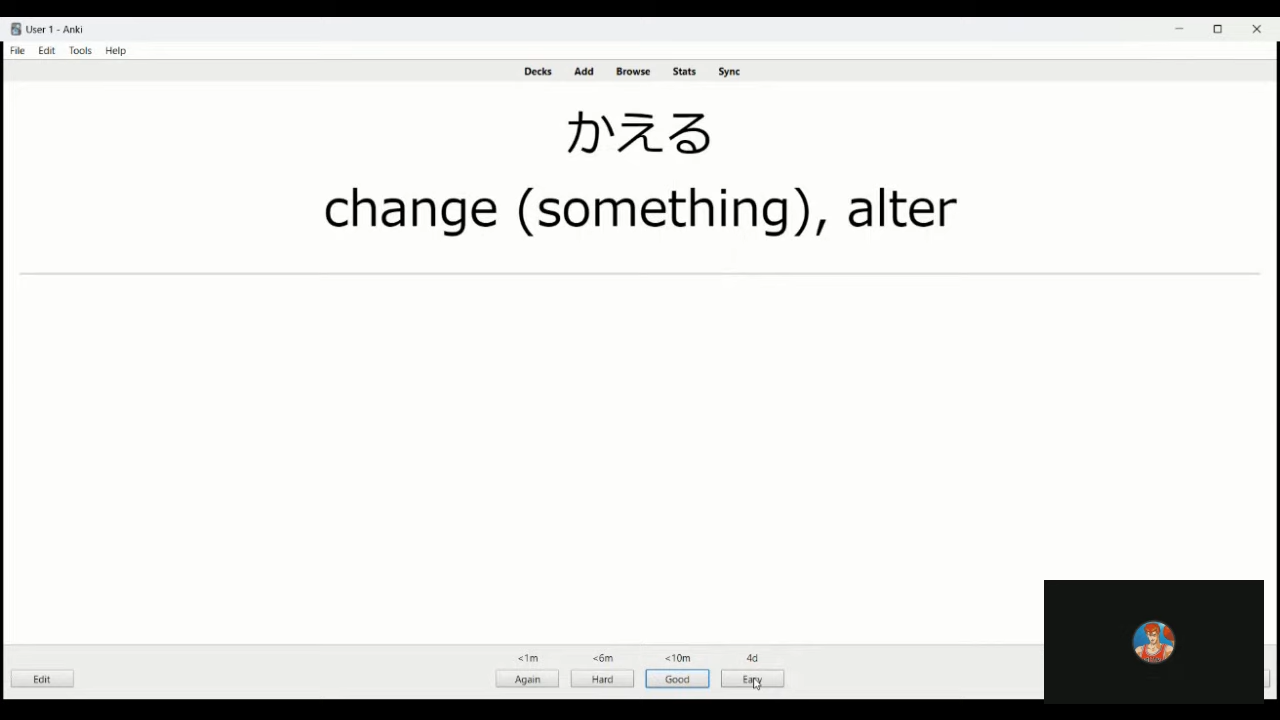 User 1 - Anki
File Edit Tools Help
Decks Add Browse Stats Sync
かえる
change (something), alter
<1m <6m <10m 4d
Edit Again Hard Good Easy